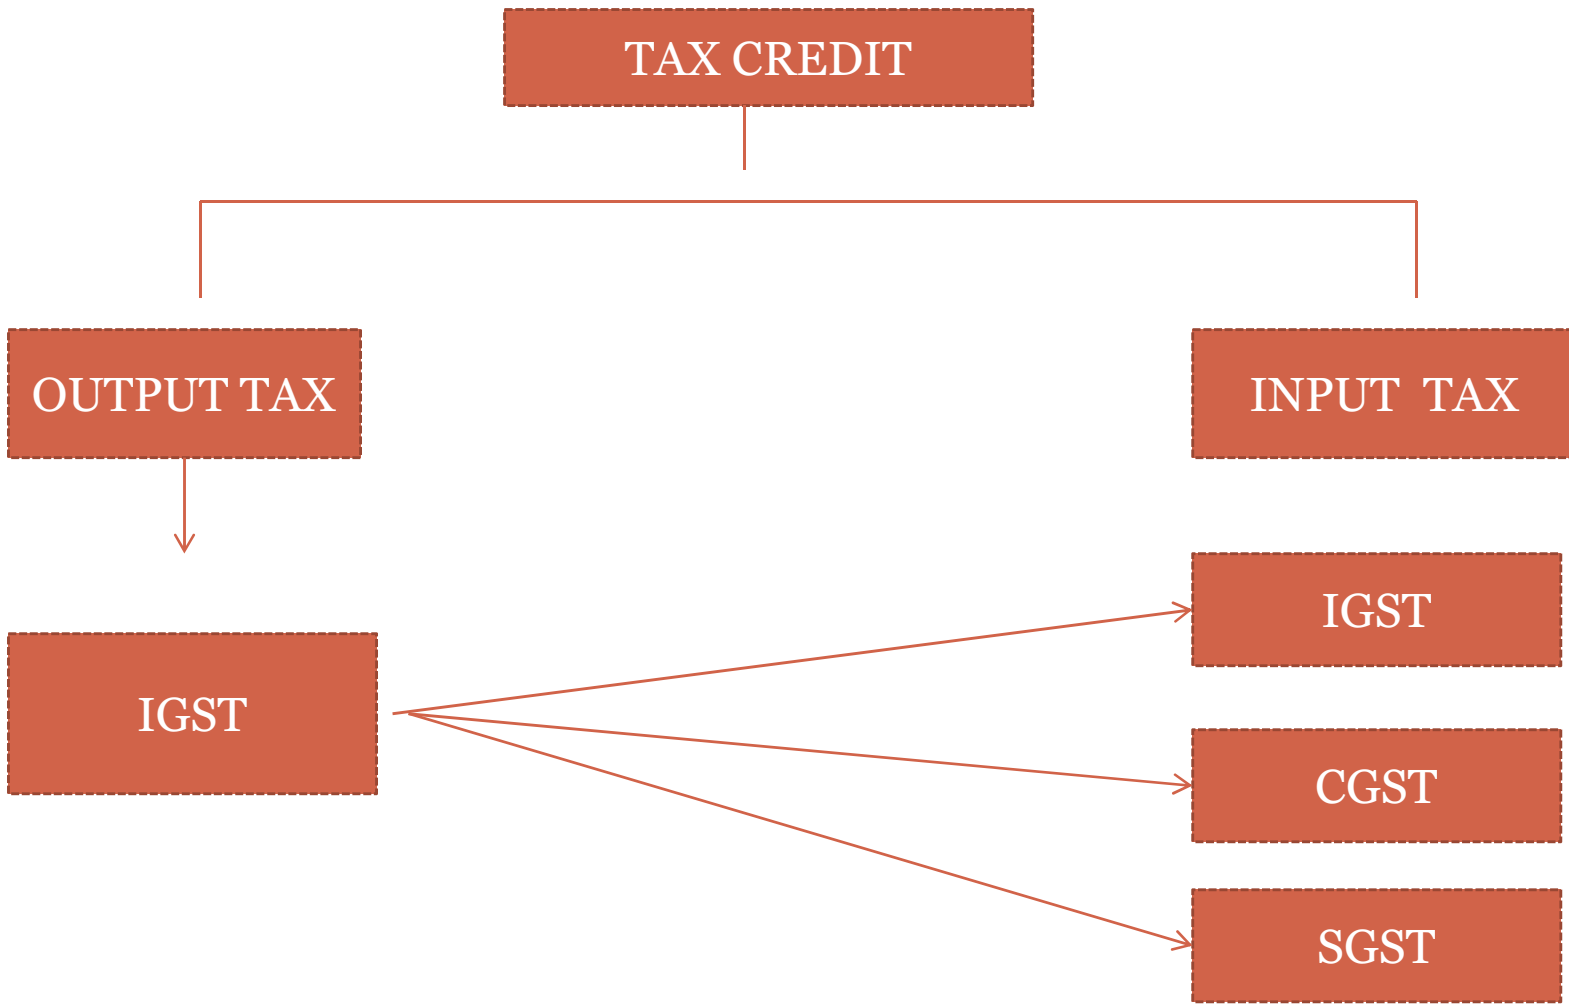 TAX CREDIT
OUTPUT TAX
INPUT TAX
IGST
IGST
CGST
SGST